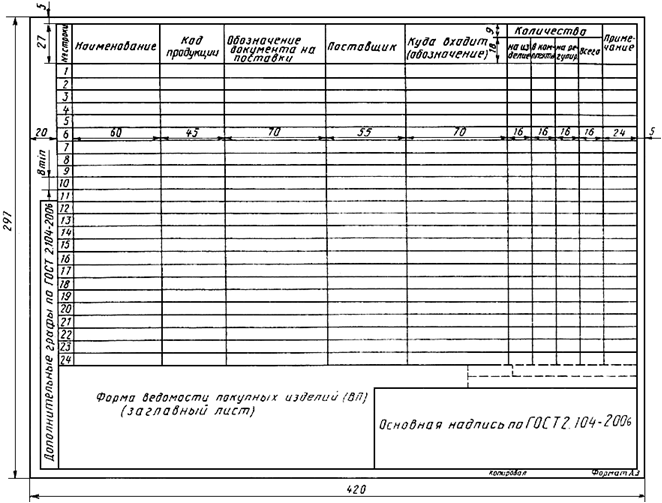 5
27
№ строки
Наименование
Код
продукции
Обозначение
документа на
поставки
Поставщик
Куда входит
(обозначение)
9
18
Количество
на из-
делие
в ком-
плекты
на ре-
гулир.
Всего
Приме-
чание
1
2
3
4
5
20
6
60
45
70
55
70
16
16
16
16
24
5
7
8
8min
9
10
11
12
13
14
15
16
17
18
19
20
21
22
23
24
297
Дополнительные графы по ГОСТ 2.104-2006
Форма ведомости покупных изделий (ВП)
(заглавный лист)
Основная надпись по ГОСТ 2.104-2006
Копировал
Формат А3
420